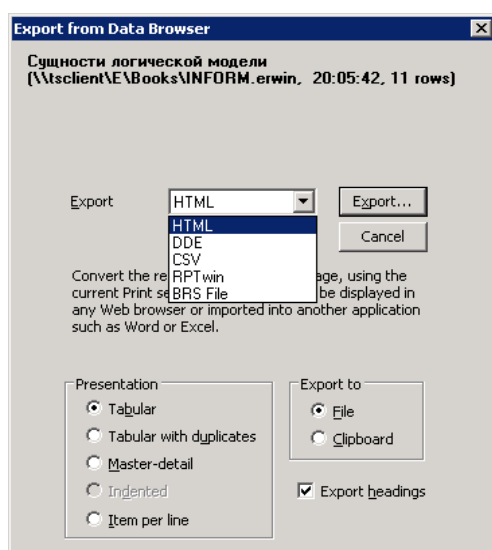 Export from Data Browser
Сущности логической модели
(\\tsclient\E\Books\INFORM.erwin, 20:05:42, 11 rows)
Export HTML Export...
HTML
DDE
CSV
RPTwin
BRS File
Cancel
Convert the re age, using the
current Print se be displayed in
any Web browser or imported into another application
such as Word or Excel.
Presentation
Tabular
Tabular with duplicates
Master-detail
Indented
Item per line
Export to
File
Clipboard
Export headings